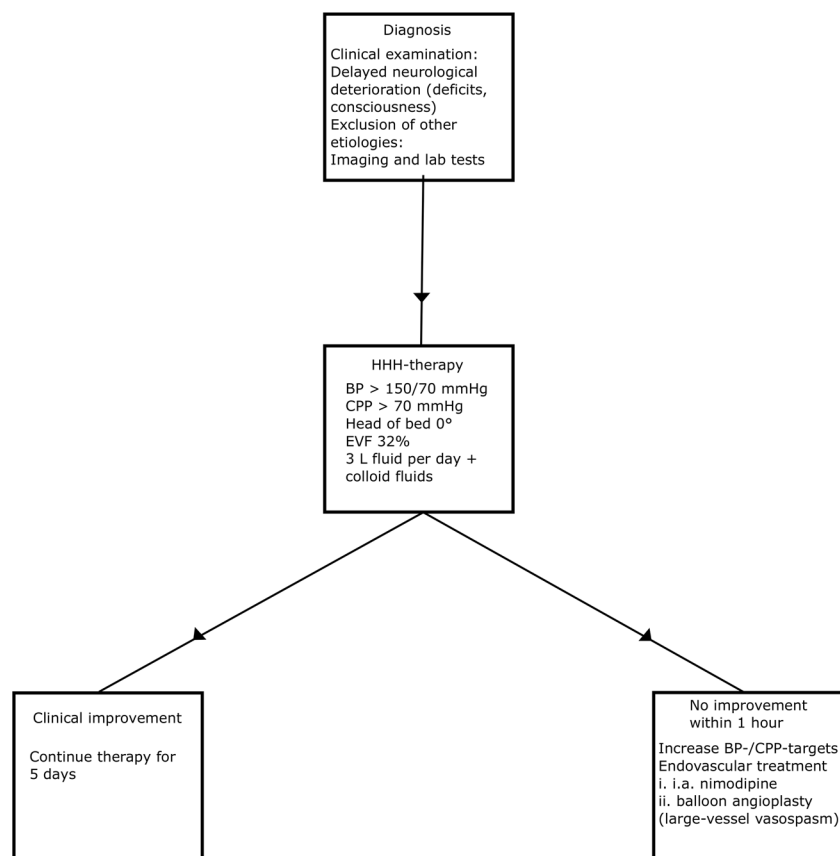 Diagnosis
Clinical examination:
Delayed neurological
deterioration (deficits,
consciousness)
Exclusion of other
etiologies:
Imaging and lab tests
HHH-therapy
BP > 150/70 mmHg
CPP > 70 mmHg
Head of bed 0°
EVF 32%
3 L fluid per day +
colloid fluids
Clinical improvement
Continue therapy for
5 days
No improvement
within 1 hour
Increase BP-/CPP-targets
Endovascular treatment
i. i.a. nimodipine
ii. balloon angioplasty
(large-vessel vasospasm)